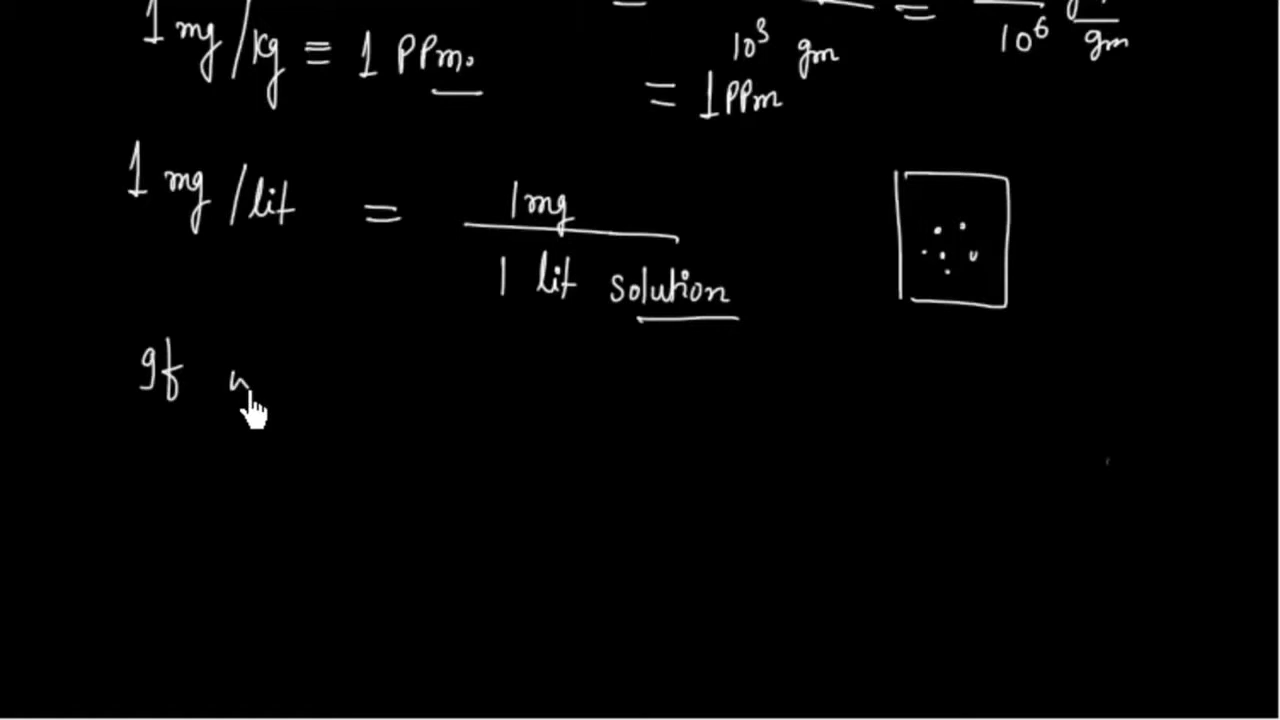 1 mg/kg ≡ 1 PPm. = 10³ gm = 10⁶ gm
= 1 PPm
1 mg/lit = 1mg
1 lit solution
If